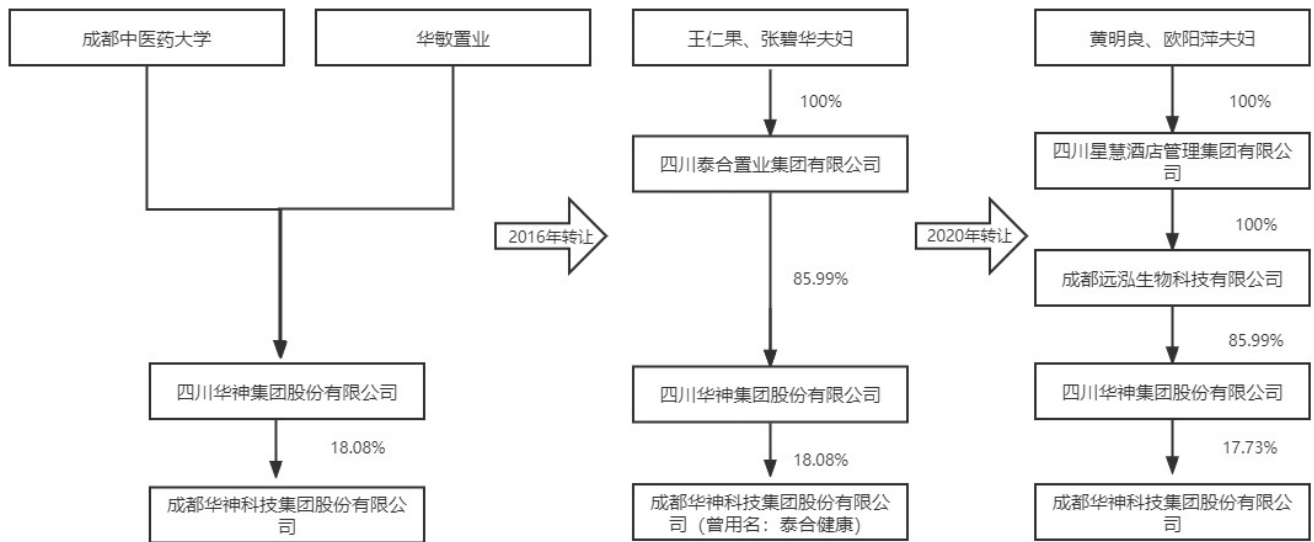 成都中医药大学
华敏置业
四川华神集团股份有限公司
18.08%
成都华神科技集团股份有限公
司
2016年转让
王仁果、张碧华夫妇
100%
四川泰合置业集团有限公司
85.99%
四川华神集团股份有限公司
18.08%
成都华神科技集团股份有限公
司（曾用名：泰合健康）
2020年转让
黄明良、欧阳萍夫妇
100%
四川星慧酒店管理集团有限公
司
100%
成都远泓生物科技有限公司
85.99%
四川华神集团股份有限公司
17.73%
成都华神科技集团股份有限公
司